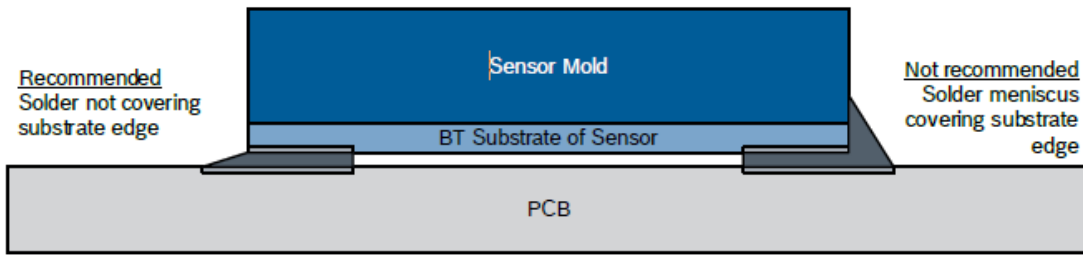 Recommended
Solder not covering
substrate edge
Sensor Mold
BT Substrate of Sensor
Not recommended
Solder meniscus
covering substrate
edge
PCB